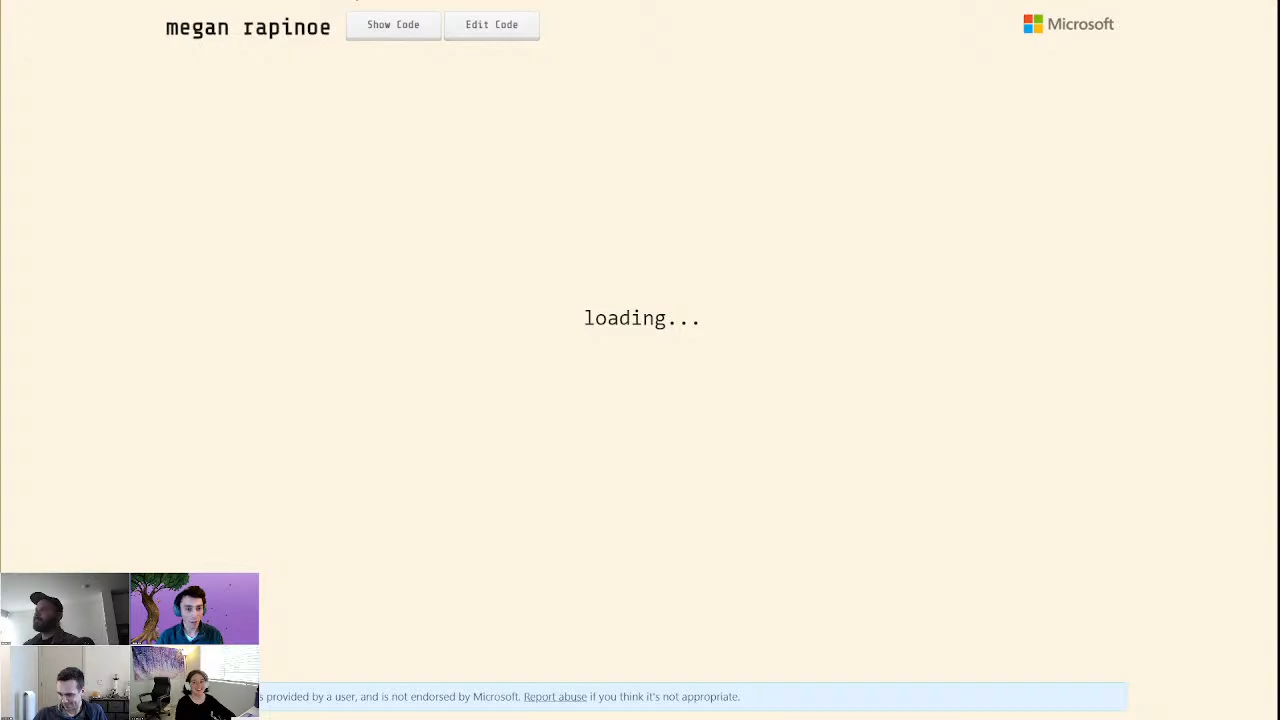 megan rapinoe
Show Code
Edit Code
Microsoft
loading...
provided by a user, and is not endorsed by Microsoft. Report abuse if you think it's not appropriate.